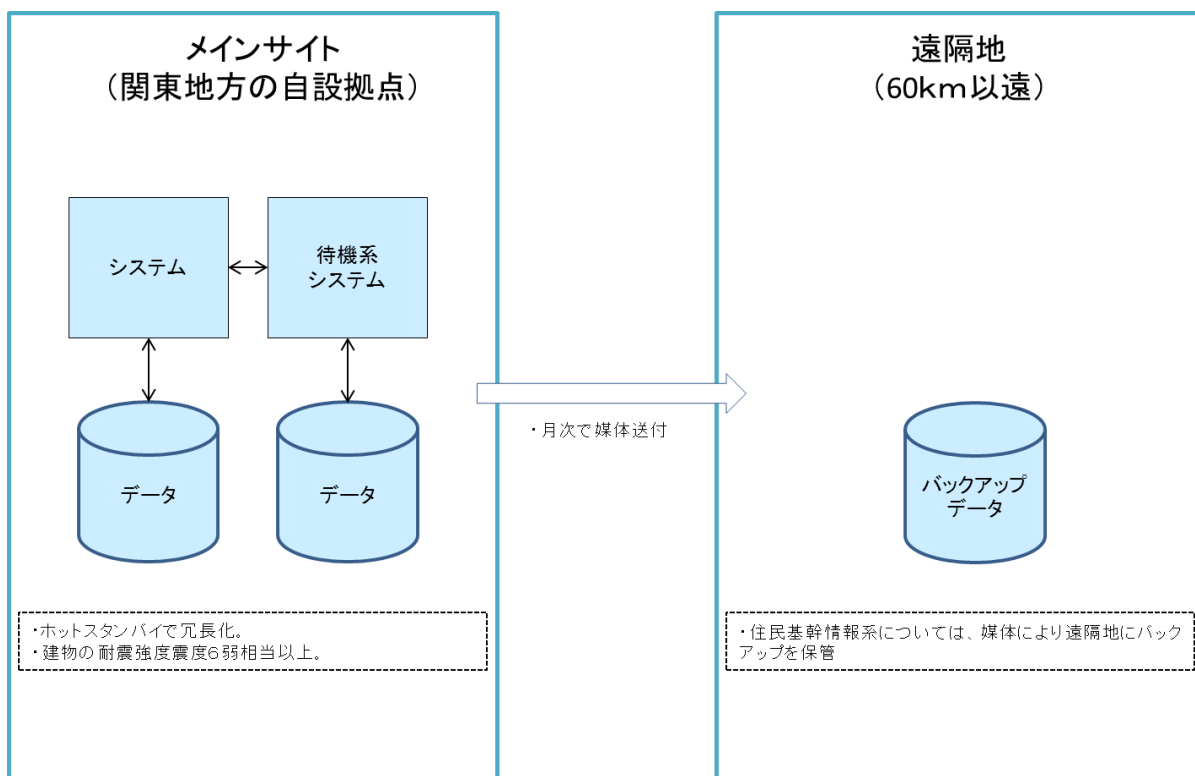 メインサイト
（関東地方の自設拠点）
遠隔地
（60km以遠）
システム
待機系
システム
データ
データ
・月次で媒体送付
バックアップ
データ
・ホットスタンバイで冗長化。
・建物の耐震強度震度6弱相当以上。
・住民基幹情報系については、媒体により遠隔地にバック
アップを保管